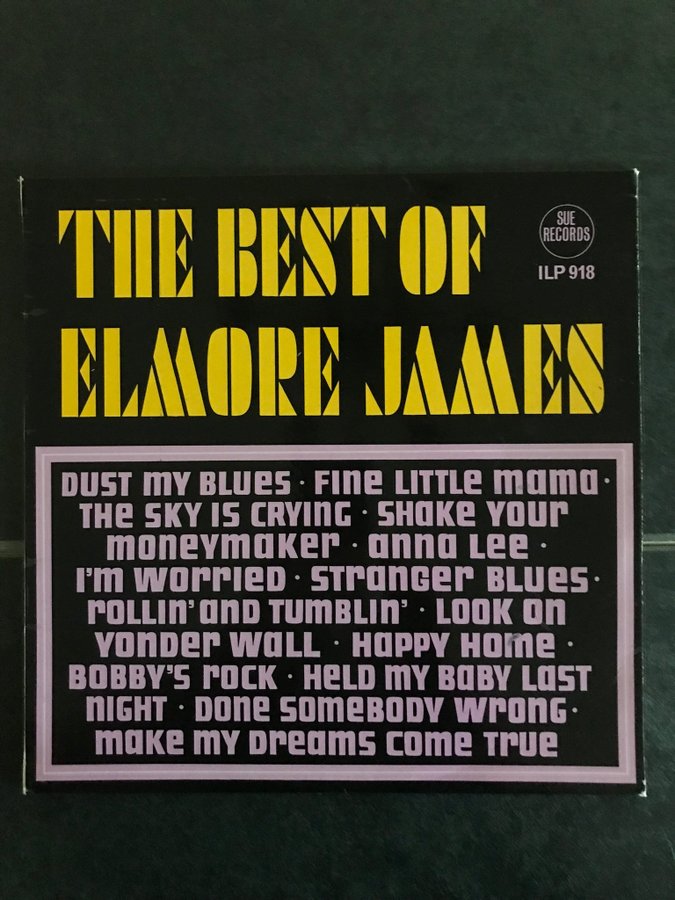 THE BEST OF
SUE
RECORDS
ILP 918
ELMORE JAMES
DUST MY BLUES · FINE LITTLE MAMA ·
THE SKY IS CRYING · SHAKE YOUR
MONEYMAKER · ANNA LEE ·
I'M WORRIED · STRANGER BLUES ·
ROLLIN' AND TUMBLIN' · LOOK ON
YONDER WALL · HAPPY HOME ·
BOBBY'S ROCK · HELD MY BABY LAST
NIGHT · DONE SOMEBODY WRONG ·
MAKE MY DREAMS COME TRUE